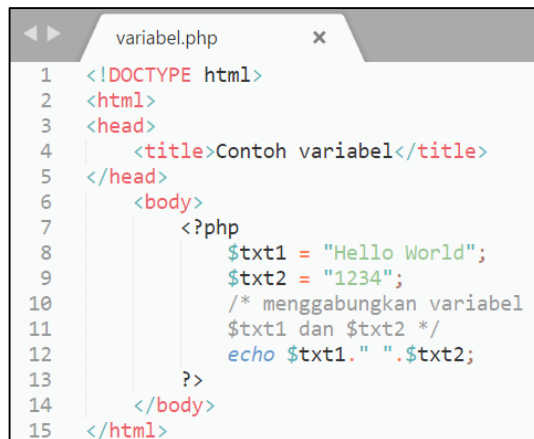 variabel.php ×
1 <!DOCTYPE html>
2 <html>
3 <head>
4 <title>Contoh variabel</title>
5 </head>
6 <body>
7 <?php
8 $txt1 = "Hello World";
9 $txt2 = "1234";
10 /* menggabungkan variabel
11 $txt1 dan $txt2 */
12 echo $txt1." ".$txt2;
13 ?>
14 </body>
15 </html>